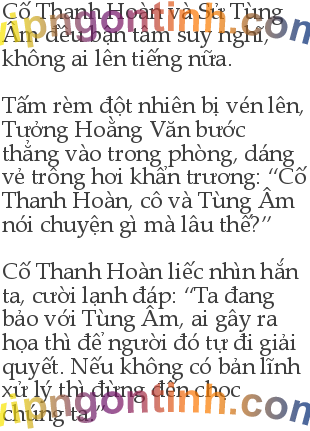 Cố Thanh Hoàn và Sử Tùng
Âm đều bận tâm suy nghĩ,
không ai lên tiếng nữa.
Tấm rèm đột nhiên bị vén lên,
Tưởng Hoằng Văn bước
thẳng vào trong phòng, dáng
vẻ trông hơi khẩn trương: “Cố
Thanh Hoàn, cô và Tùng Âm
nói chuyện gì mà lâu thế?”
Cố Thanh Hoàn liếc nhìn hắn
ta, cười lạnh đáp: “Ta đang
bảo với Tùng Âm, ai gây ra
họa thì để người đó tự đi giải
quyết. Nếu không có bản lĩnh
xử lý thì đừng đến chọc
chúng ta.”
vipngontinh.com
vipngontinh.com